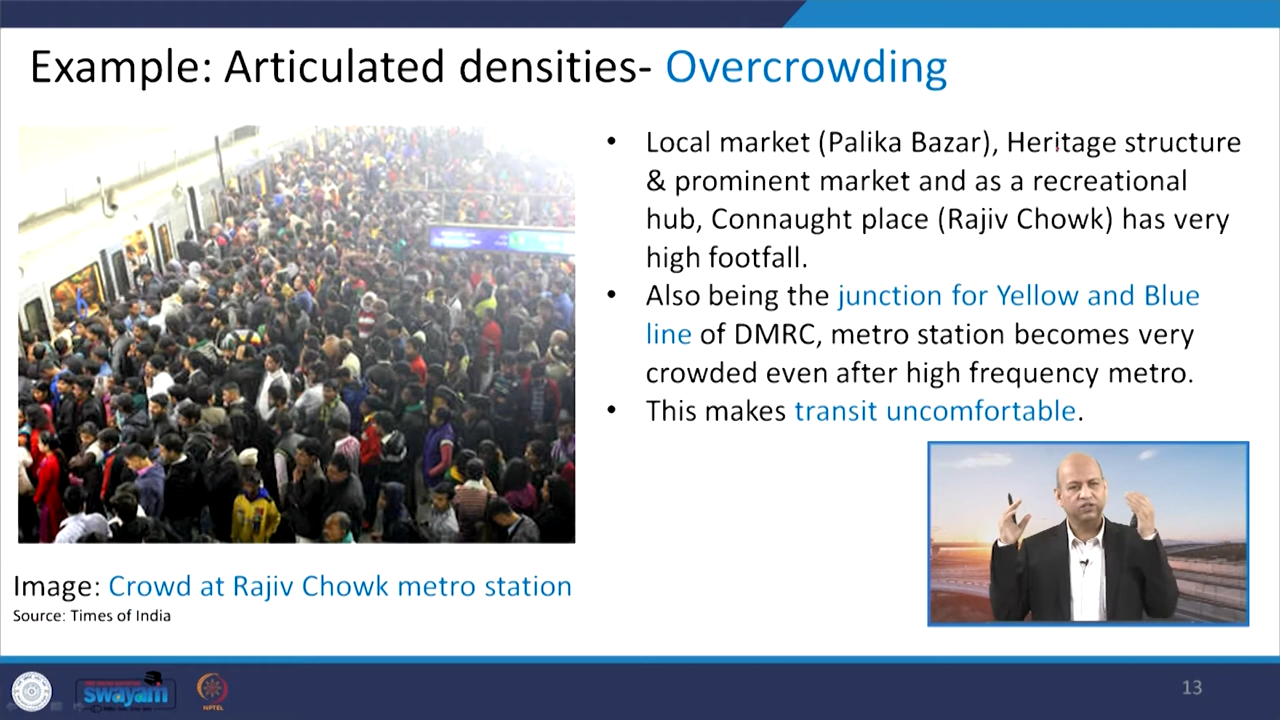 Example: Articulated densities- Overcrowding
• Local market (Palika Bazar), Heritage structure
& prominent market and as a recreational
hub, Connaught place (Rajiv Chowk) has very
high footfall.
• Also being the junction for Yellow and Blue
line of DMRC, metro station becomes very
crowded even after high frequency metro.
• This makes transit uncomfortable.
Image: Crowd at Rajiv Chowk metro station
Source: Times of India
swayam
NPTEL
13